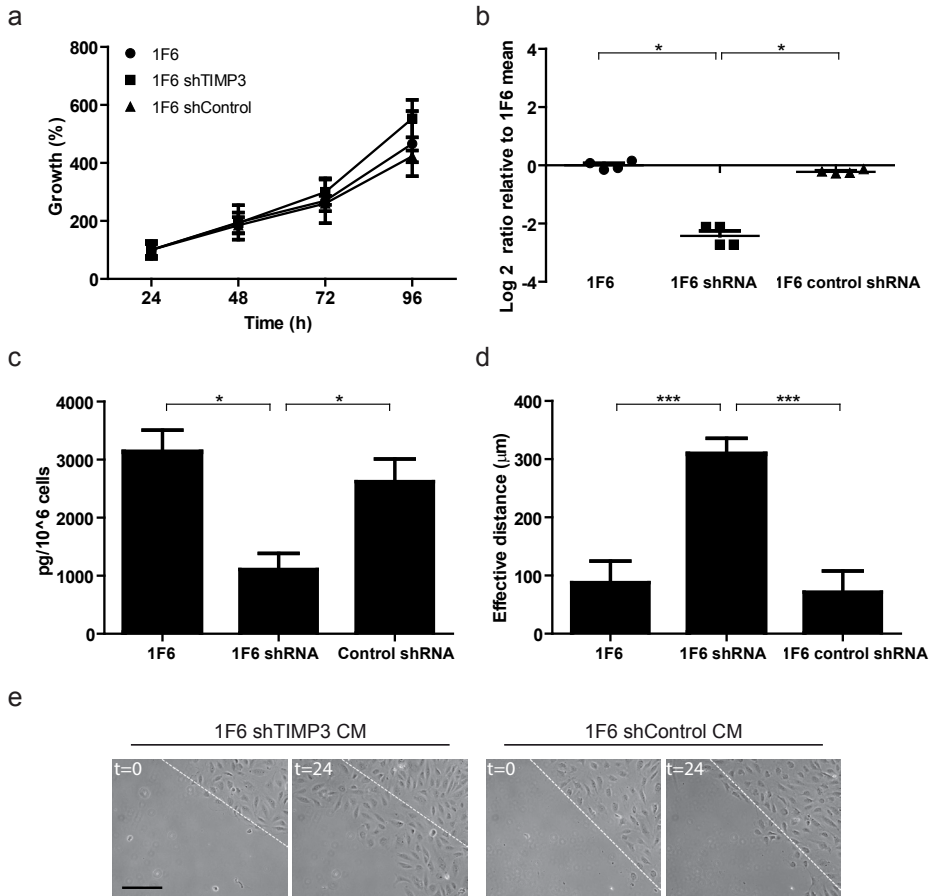 a
800
600
400
200
0
Growth (%)
1F6
1F6 shTIMP3
1F6 shControl
24 48 72 96
Time (h)
b
4
2
0
-2
-4
Log 2 ratio relative to 1F6 mean
* *
1F6 1F6 shRNA 1F6 control shRNA
c
4000
3000
2000
1000
0
pg/10^6 cells
* *
1F6 1F6 shRNA Control shRNA
d
400
300
200
100
0
Effective distance (μm)
*** ***
1F6 1F6 shRNA 1F6 control shRNA
e
1F6 shTIMP3 CM 1F6 shControl CM
t=0 t=24 t=0 t=24